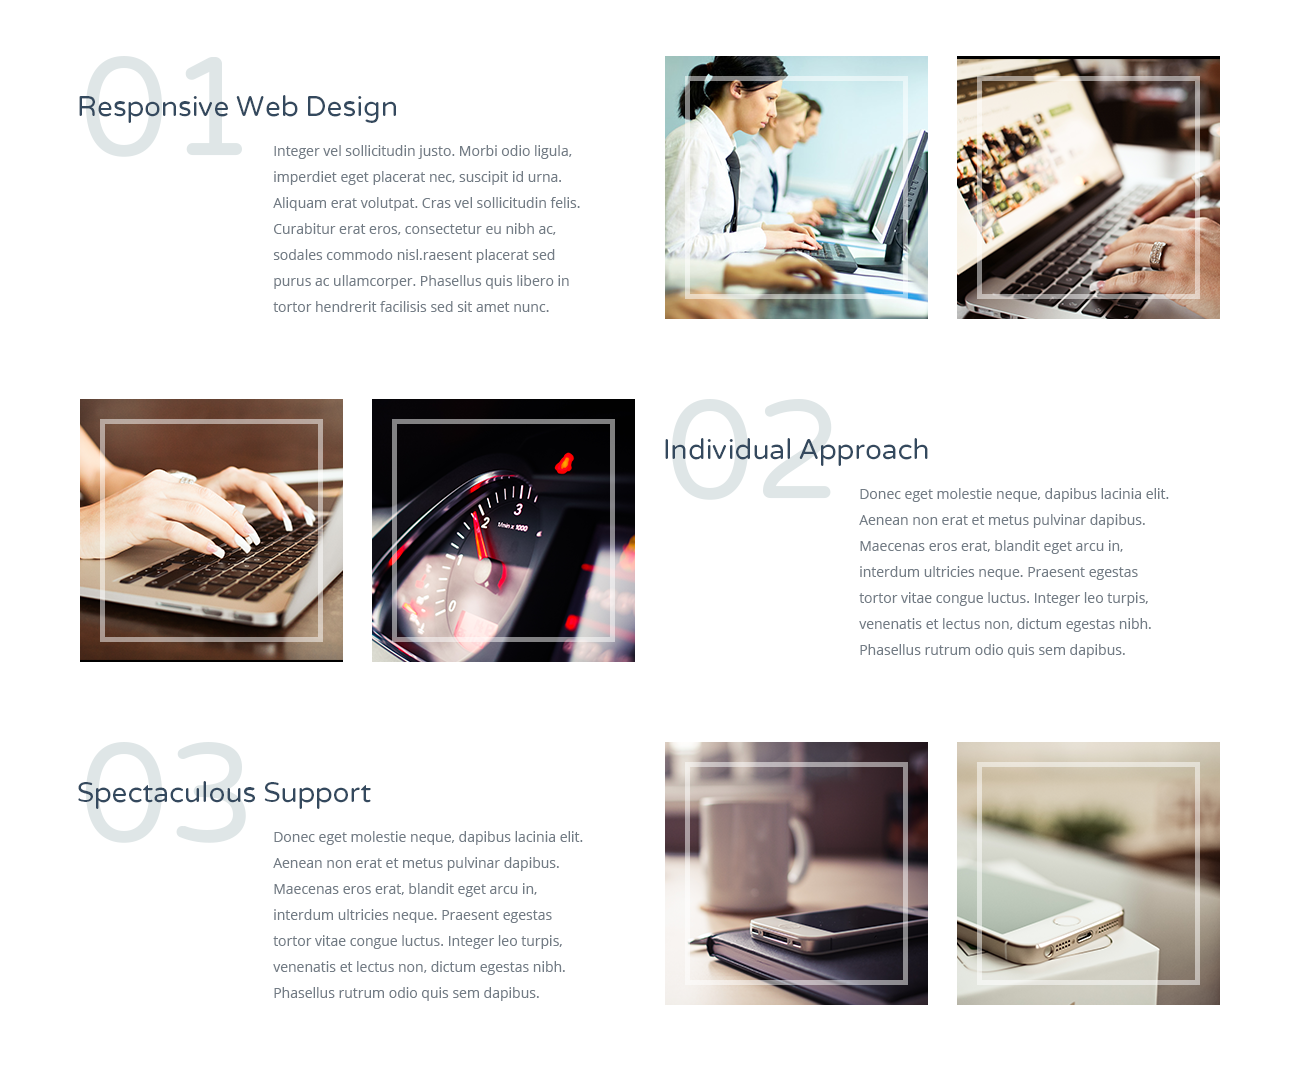 01
Responsive Web Design
Integer vel sollicitudin justo. Morbi odio ligula,
imperdiet eget placerat nec, suscipit id urna.
Aliquam erat volutpat. Cras vel sollicitudin felis.
Curabitur erat eros, consectetur eu nibh ac,
sodales commodo nisl.raesent placerat sed
purus ac ullamcorper. Phasellus quis libero in
tortor hendrerit facilisis sed sit amet nunc.
3
2
1/min x 1000
1
0
02
Individual Approach
Donec eget molestie neque, dapibus lacinia elit.
Aenean non erat et metus pulvinar dapibus.
Maecenas eros erat, blandit eget arcu in,
interdum ultricies neque. Praesent egestas
tortor vitae congue luctus. Integer leo turpis,
venenatis et lectus non, dictum egestas nibh.
Phasellus rutrum odio quis sem dapibus.
03
Spectaculous Support
Donec eget molestie neque, dapibus lacinia elit.
Aenean non erat et metus pulvinar dapibus.
Maecenas eros erat, blandit eget arcu in,
interdum ultricies neque. Praesent egestas
tortor vitae congue luctus. Integer leo turpis,
venenatis et lectus non, dictum egestas nibh.
Phasellus rutrum odio quis sem dapibus.